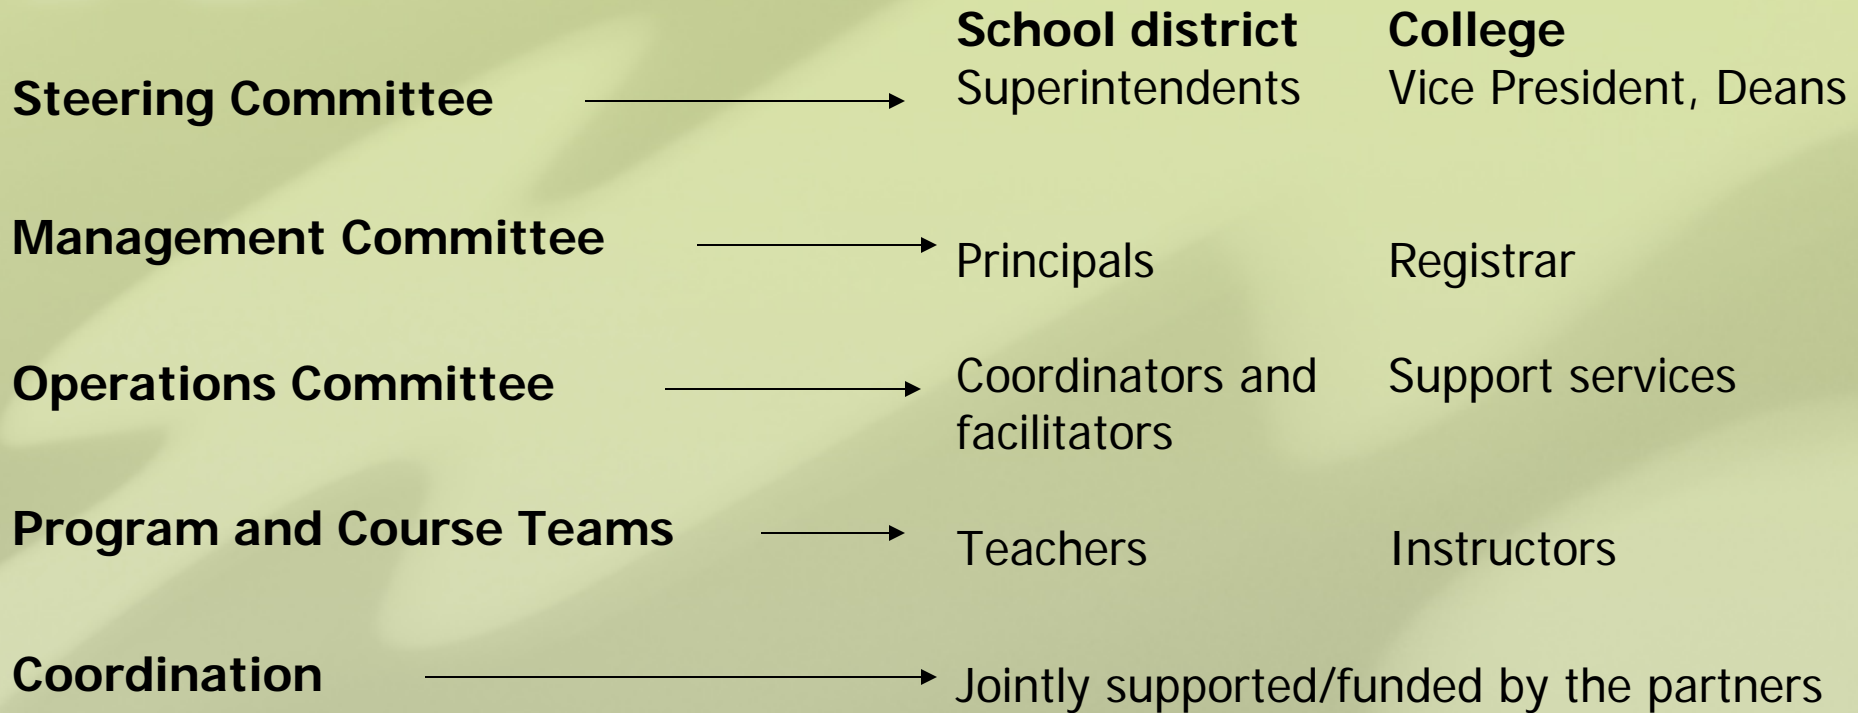 School district College
Steering Committee Superintendents Vice President, Deans
Management Committee Principals Registrar
Operations Committee Coordinators and Support services
facilitators
Program and Course Teams Teachers Instructors
Coordination Jointly supported/funded by the partners